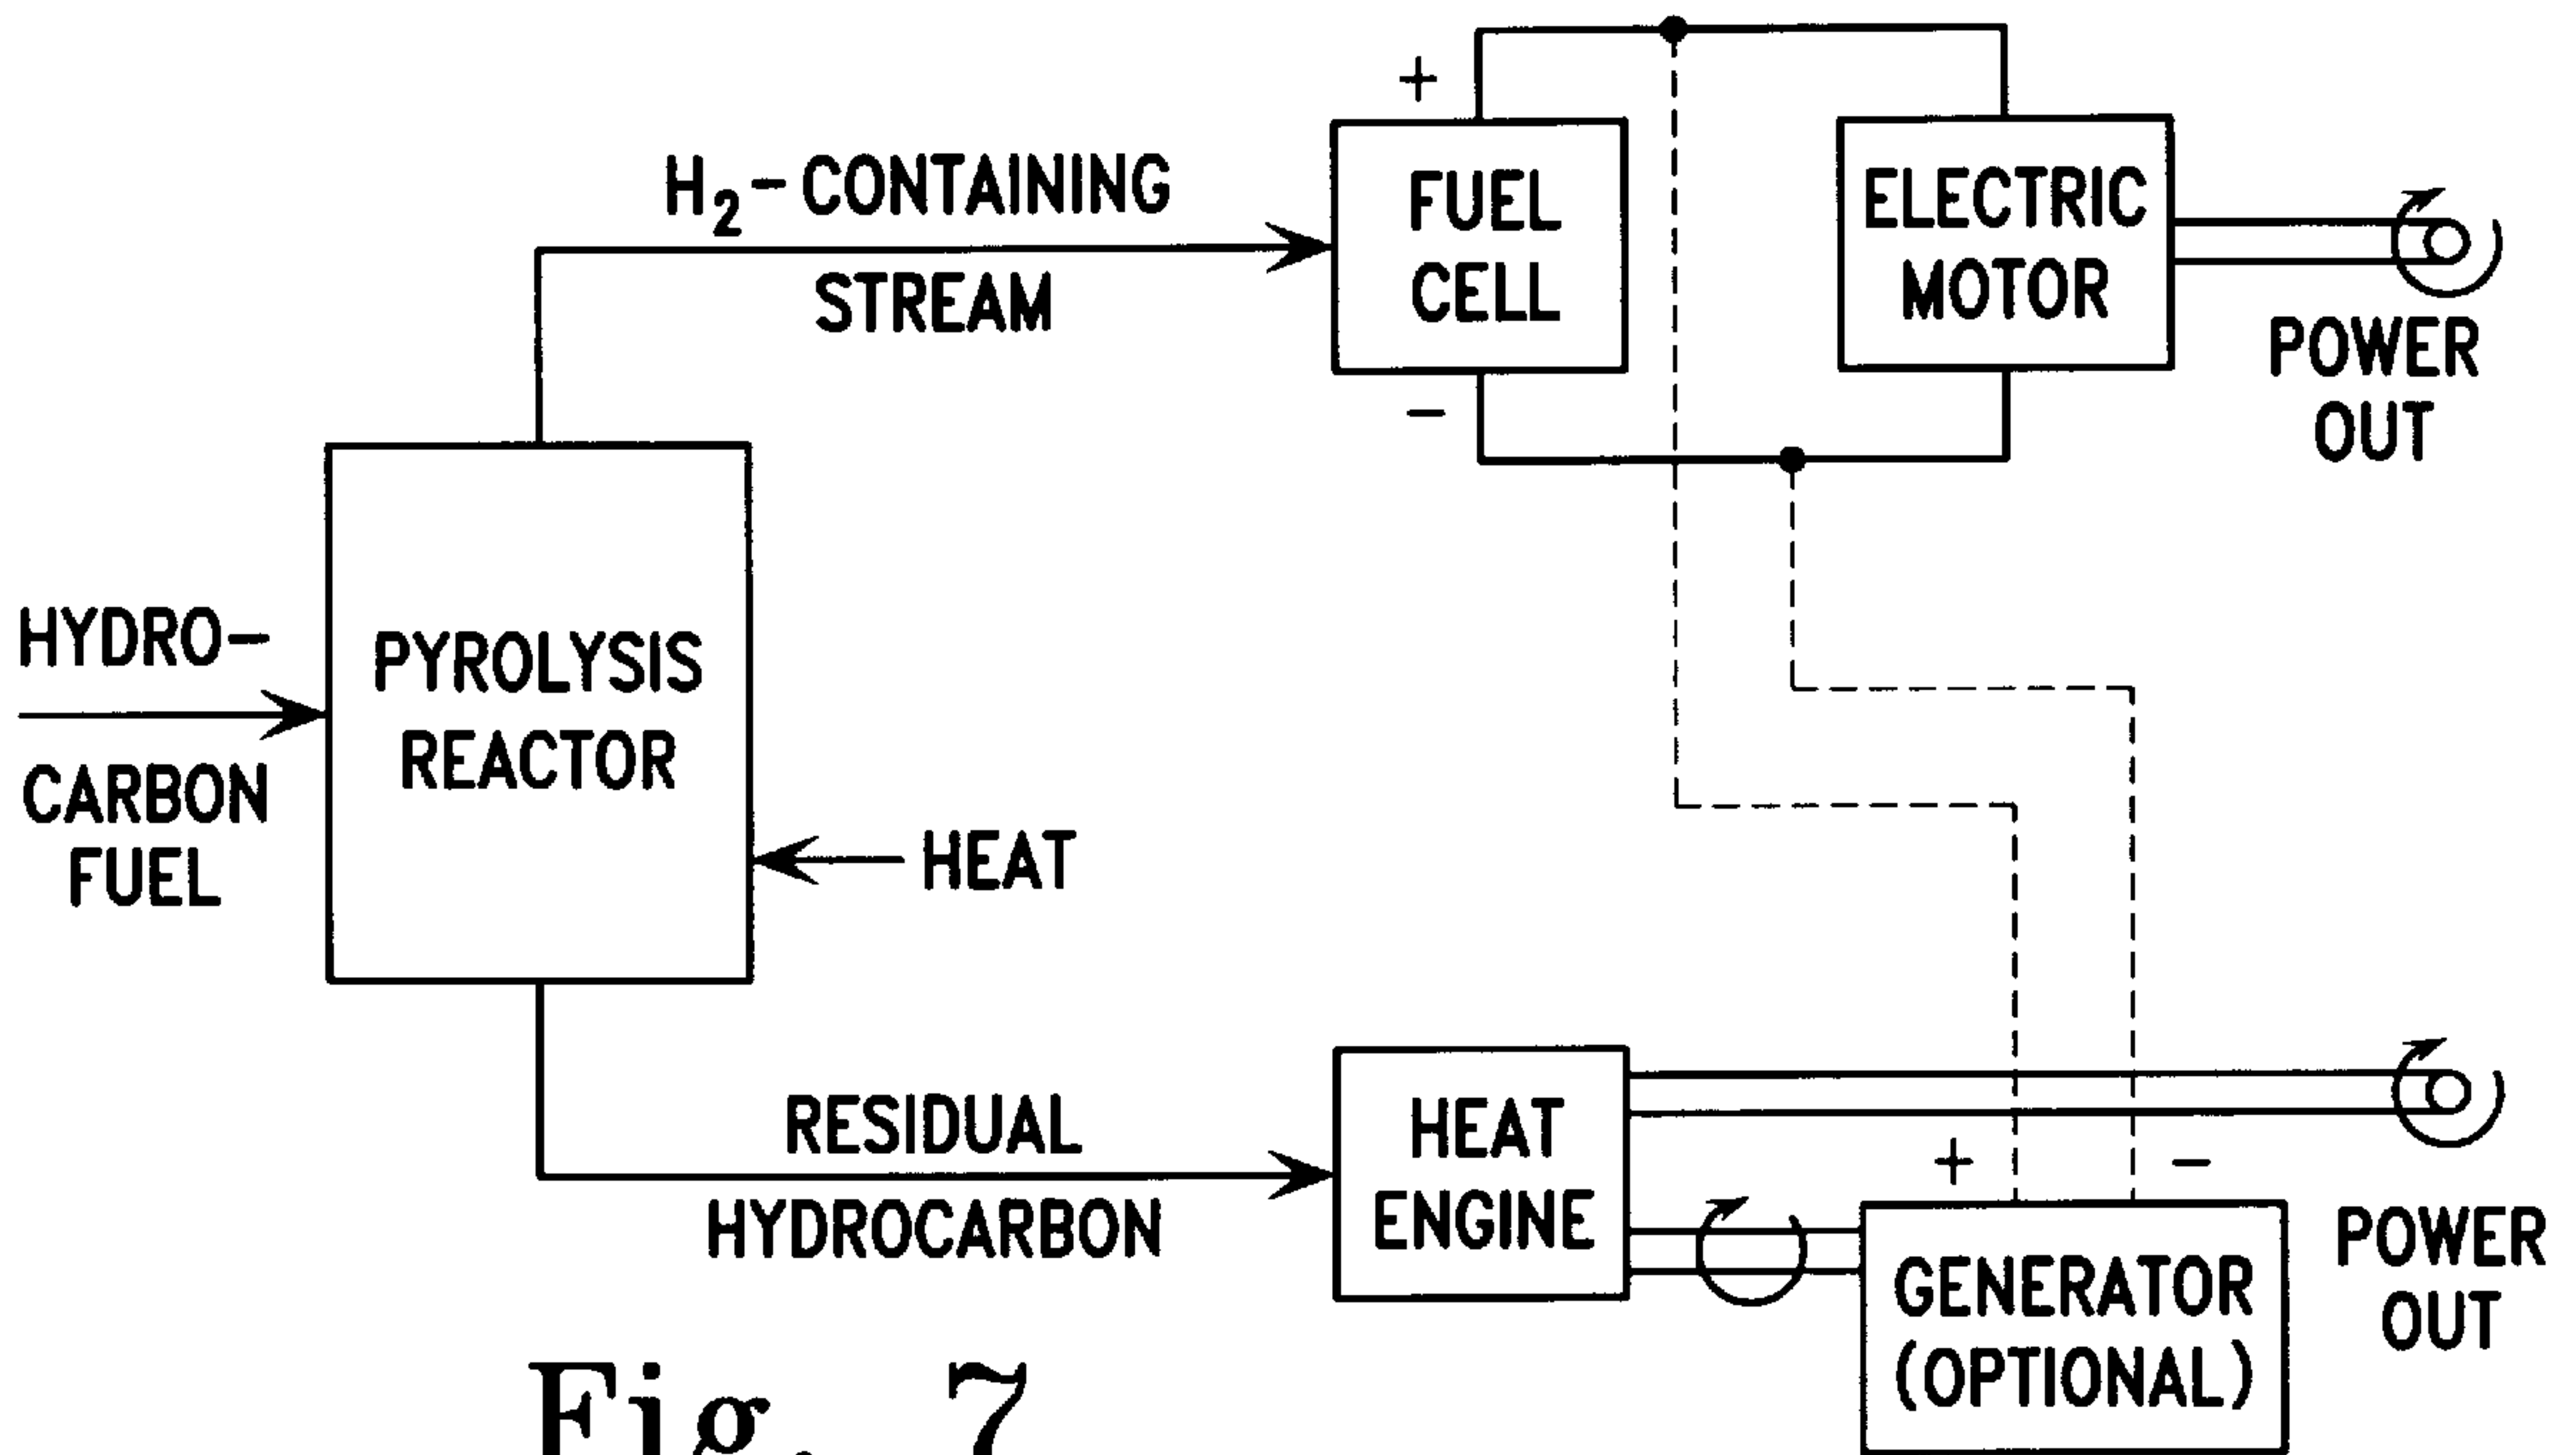 +
H₂-CONTAINING
STREAM
FUEL
CELL
-
ELECTRIC
MOTOR
POWER
OUT
HYDRO-
CARBON
FUEL
PYROLYSIS
REACTOR
HEAT
RESIDUAL
HYDROCARBON
HEAT
ENGINE
+
-
GENERATOR
(OPTIONAL)
POWER
OUT
Fig. 7